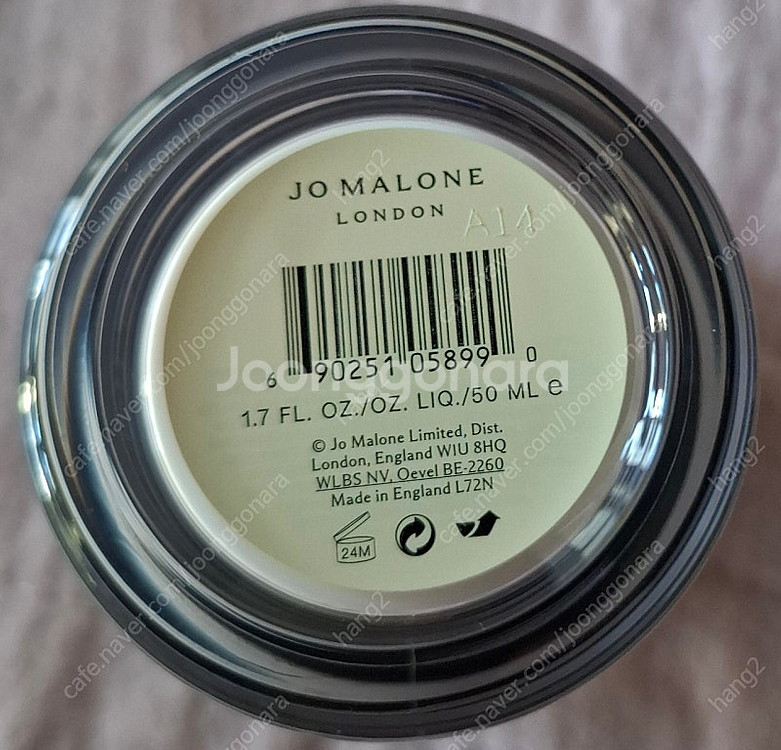 JO MALONE
LONDON
A14
6 90251 05899 0
Joonggonara
1.7 FL. OZ./OZ. LIQ./50 ML e
© Jo Malone Limited, Dist.
London, England W1U 8HQ
WLBS NV, Oevel BE-2260
Made in England L72N
24M
cafe.naver.com/joonggonara
hang2